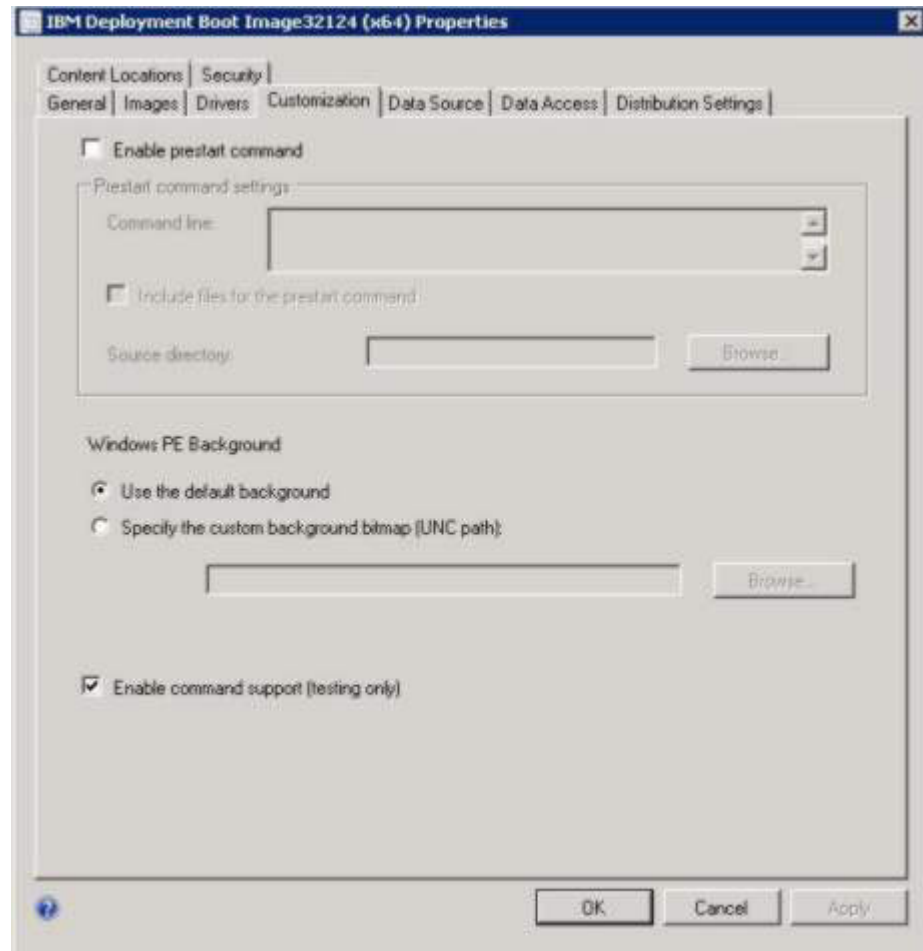 IBM Deployment Boot Image32124 (x64) Properties
Content Locations Security
General Images Drivers Customization Data Source Data Access Distribution Settings
Enable prestart command
Prestart command settings
Command line:
Include files for the prestart command
Source directory:
Browse...
Windows PE Background
Use the default background
Specify the custom background bitmap (UNC path):
Browse...
Enable command support (testing only)
OK Cancel Apply